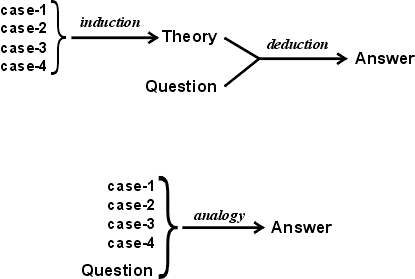 case-1
case-2
case-3
case-4
induction
Theory
Question
deduction
Answer
case-1
case-2
case-3
case-4
Question
analogy
Answer